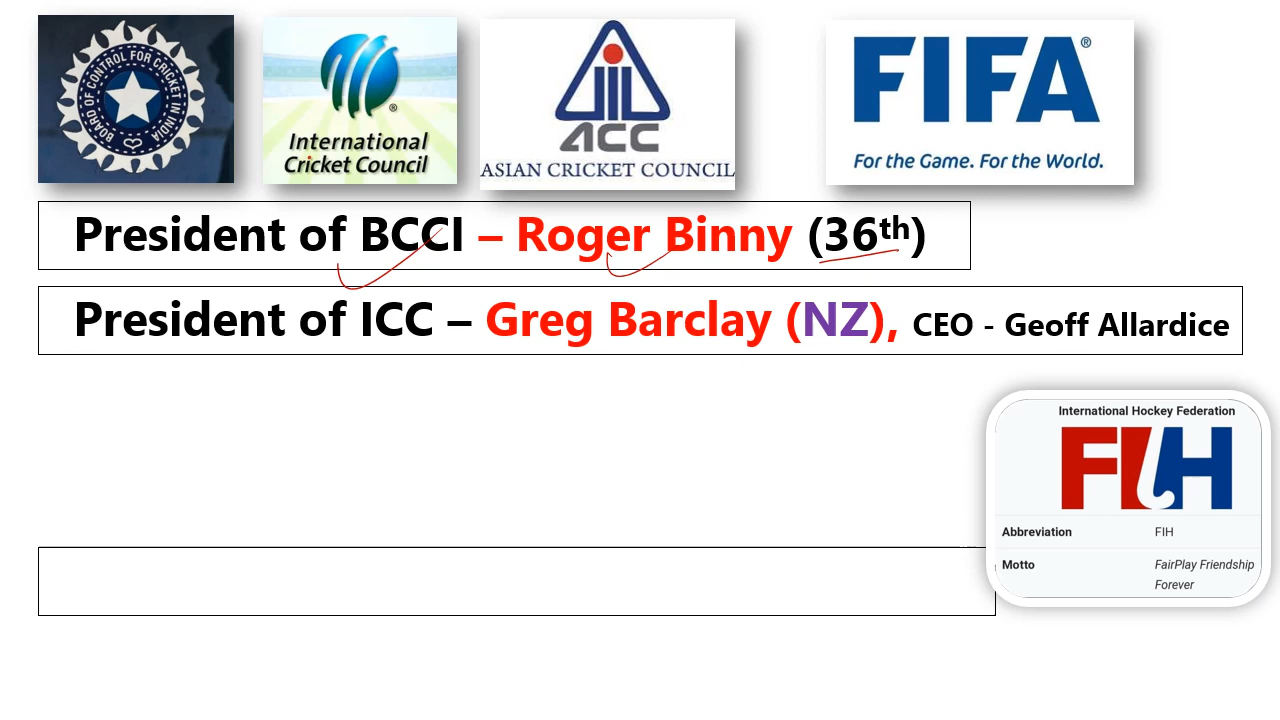 BOARD OF CONTROL FOR CRICKET IN INDIA
International
Cricket Council
®
ACC
ASIAN CRICKET COUNCIL
FIFA®
For the Game. For the World.
President of BCCI – Roger Binny (36th)
President of ICC – Greg Barclay (NZ), CEO - Geoff Allardice
International Hockey Federation
FIH
Abbreviation FIH
Motto FairPlay Friendship
Forever